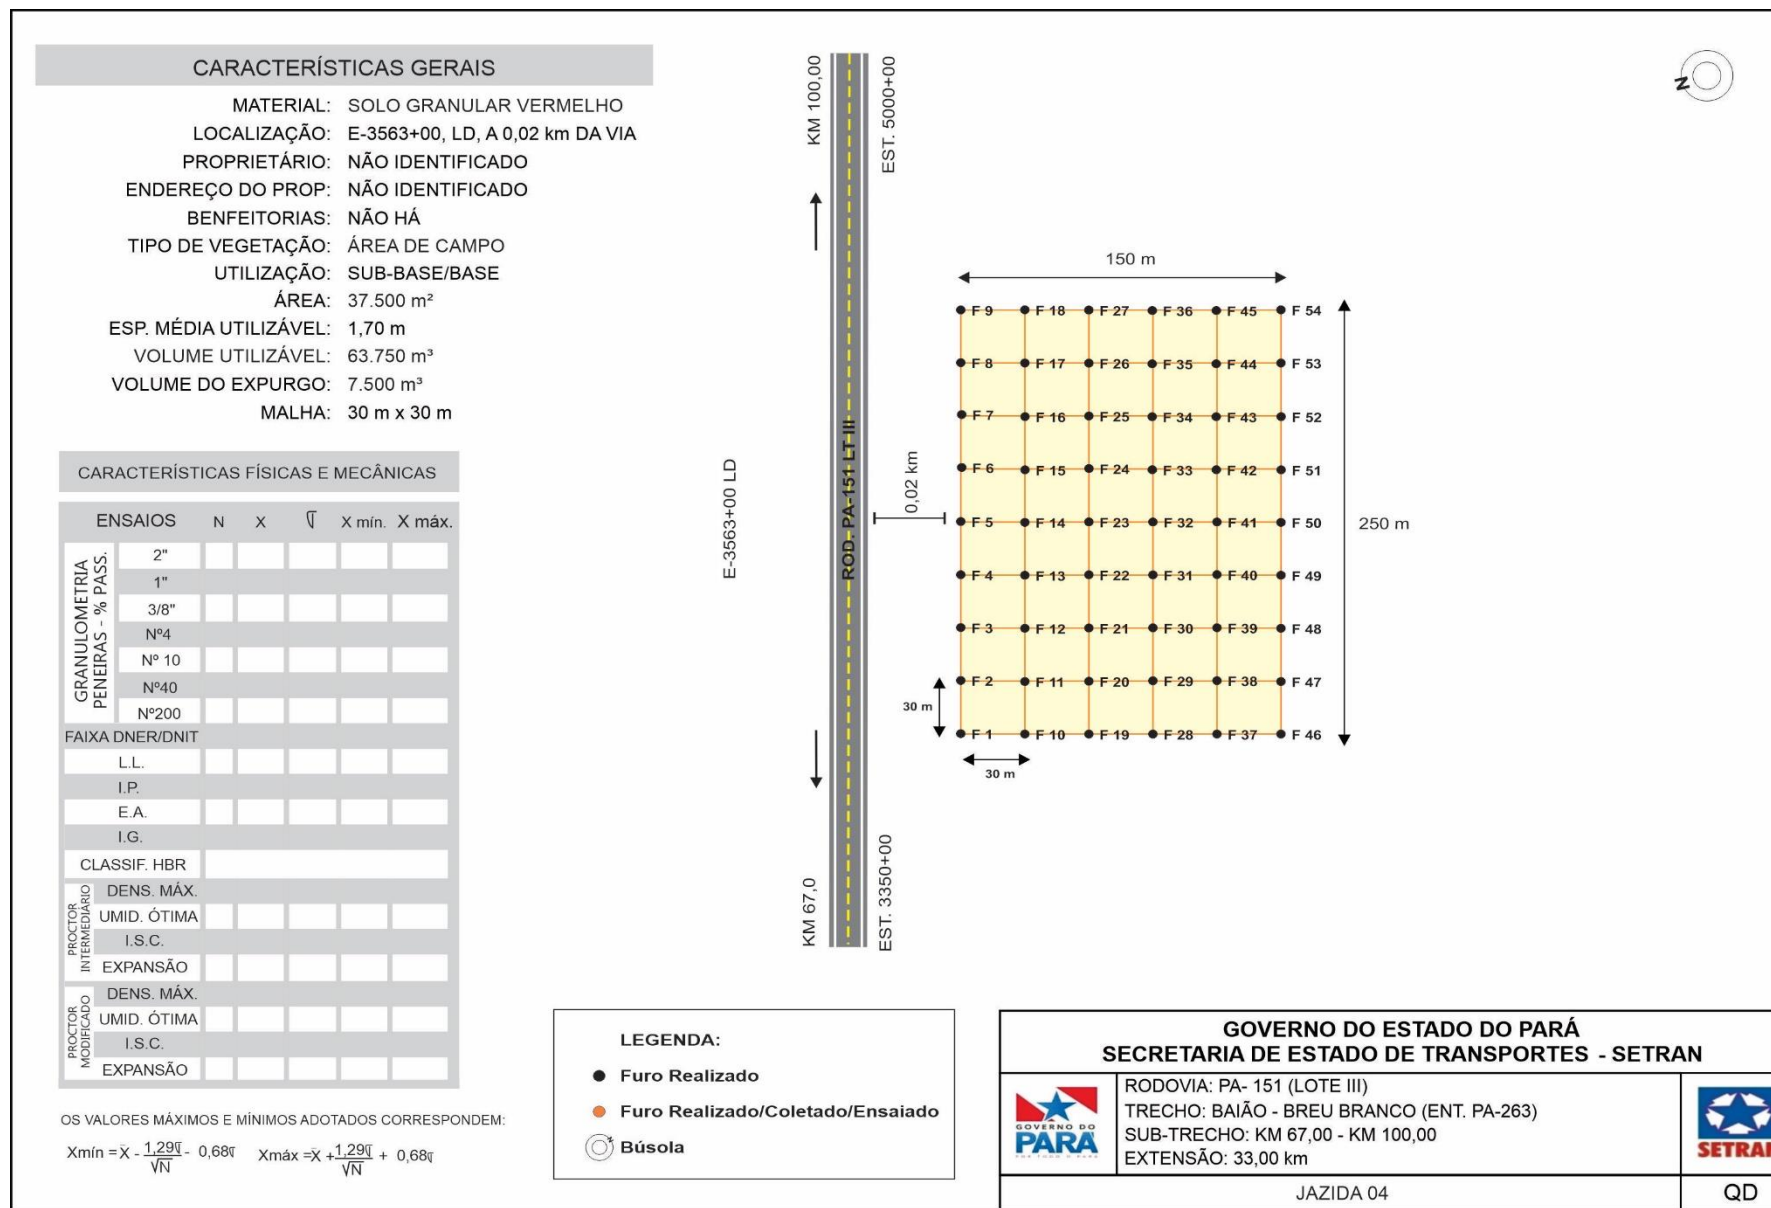 CARACTERÍSTICAS GERAIS
MATERIAL: SOLO GRANULAR VERMELHO
LOCALIZAÇÃO: E-3563+00, LD, A 0,02 km DA VIA
PROPRIETÁRIO: NÃO IDENTIFICADO
ENDEREÇO DO PROP: NÃO IDENTIFICADO
BENFEITORIAS: NÃO HÁ
TIPO DE VEGETAÇÃO: ÁREA DE CAMPO
UTILIZAÇÃO: SUB-BASE/BASE
ÁREA: 37.500 m²
ESP. MÉDIA UTILIZÁVEL: 1,70 m
VOLUME UTILIZÁVEL: 63.750 m³
VOLUME DO EXPURGO: 7.500 m³
MALHA: 30 m x 30 m
CARACTERÍSTICAS FÍSICAS E MECÂNICAS
ENSAIOS N X σ X mín. X máx.
GRANULOMETRIA
PENEIRAS - % PASS.
2"
1"
3/8"
Nº4
Nº 10
Nº40
Nº200
FAIXA DNER/DNIT
L.L.
I.P.
E.A.
I.G.
CLASSIF. HBR
PROCTOR
INTERMEDIÁRIO
DENS. MÁX.
UMID. ÓTIMA
I.S.C.
EXPANSÃO
PROCTOR
MODIFICADO
DENS. MÁX.
UMID. ÓTIMA
I.S.C.
EXPANSÃO
OS VALORES MÁXIMOS E MÍNIMOS ADOTADOS CORRESPONDEM:
Xmín = X̄ - 1,29σ/√N - 0,68σ Xmáx = X̄ + 1,29σ/√N + 0,68σ
KM 100,00
EST. 5000+00
E-3563+00 LD
ROD. PA-151 LT III
0,02 km
KM 67,0
EST. 3350+00
N
150 m
F 9 F 18 F 27 F 36 F 45 F 54
F 8 F 17 F 26 F 35 F 44 F 53
F 7 F 16 F 25 F 34 F 43 F 52
F 6 F 15 F 24 F 33 F 42 F 51
F 5 F 14 F 23 F 32 F 41 F 50
250 m
F 4 F 13 F 22 F 31 F 40 F 49
F 3 F 12 F 21 F 30 F 39 F 48
F 2 F 11 F 20 F 29 F 38 F 47
30 m
F 1 F 10 F 19 F 28 F 37 F 46
30 m
LEGENDA:
Furo Realizado
Furo Realizado/Coletado/Ensaiado
N
Búsola
GOVERNO DO ESTADO DO PARÁ
SECRETARIA DE ESTADO DE TRANSPORTES - SETRAN
GOVERNO DO
PARÁ
POR TODO O PARÁ
RODOVIA: PA- 151 (LOTE III)
TRECHO: BAIÃO - BREU BRANCO (ENT. PA-263)
SUB-TRECHO: KM 67,00 - KM 100,00
EXTENSÃO: 33,00 km
SETRAN
JAZIDA 04
QD